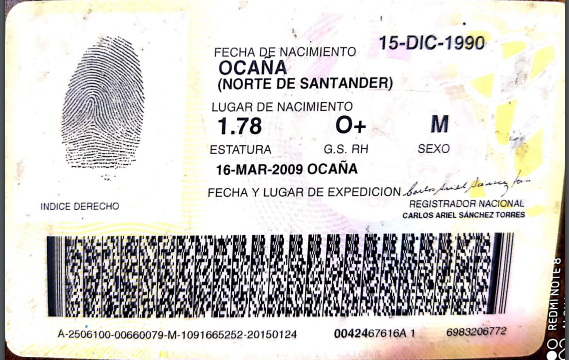 FECHA DE NACIMIENTO 15-DIC-1990
OCAÑA
(NORTE DE SANTANDER)
LUGAR DE NACIMIENTO
1.78 O+ M
ESTATURA G.S. RH SEXO
16-MAR-2009 OCAÑA
FECHA Y LUGAR DE EXPEDICION
REGISTRADOR NACIONAL
CARLOS ARIEL SÁNCHEZ TORRES
INDICE DERECHO
A-2506100-00660079-M-1091665252-20150124 0042467616A 1 6983206772
REDMI NOTE 8